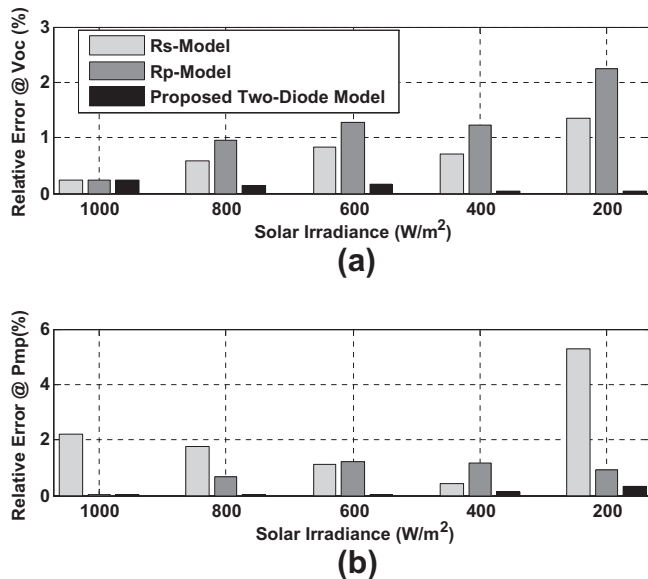 Relative Error @ Voc (%)
3
2
1
0
Rs-Model
Rp-Model
Proposed Two-Diode Model
1000 800 600 400 200
Solar Irradiance (W/m²)
(a)
Relative Error @ Pmp(%)
6
4
2
0
1000 800 600 400 200
Solar Irradiance (W/m²)
(b)